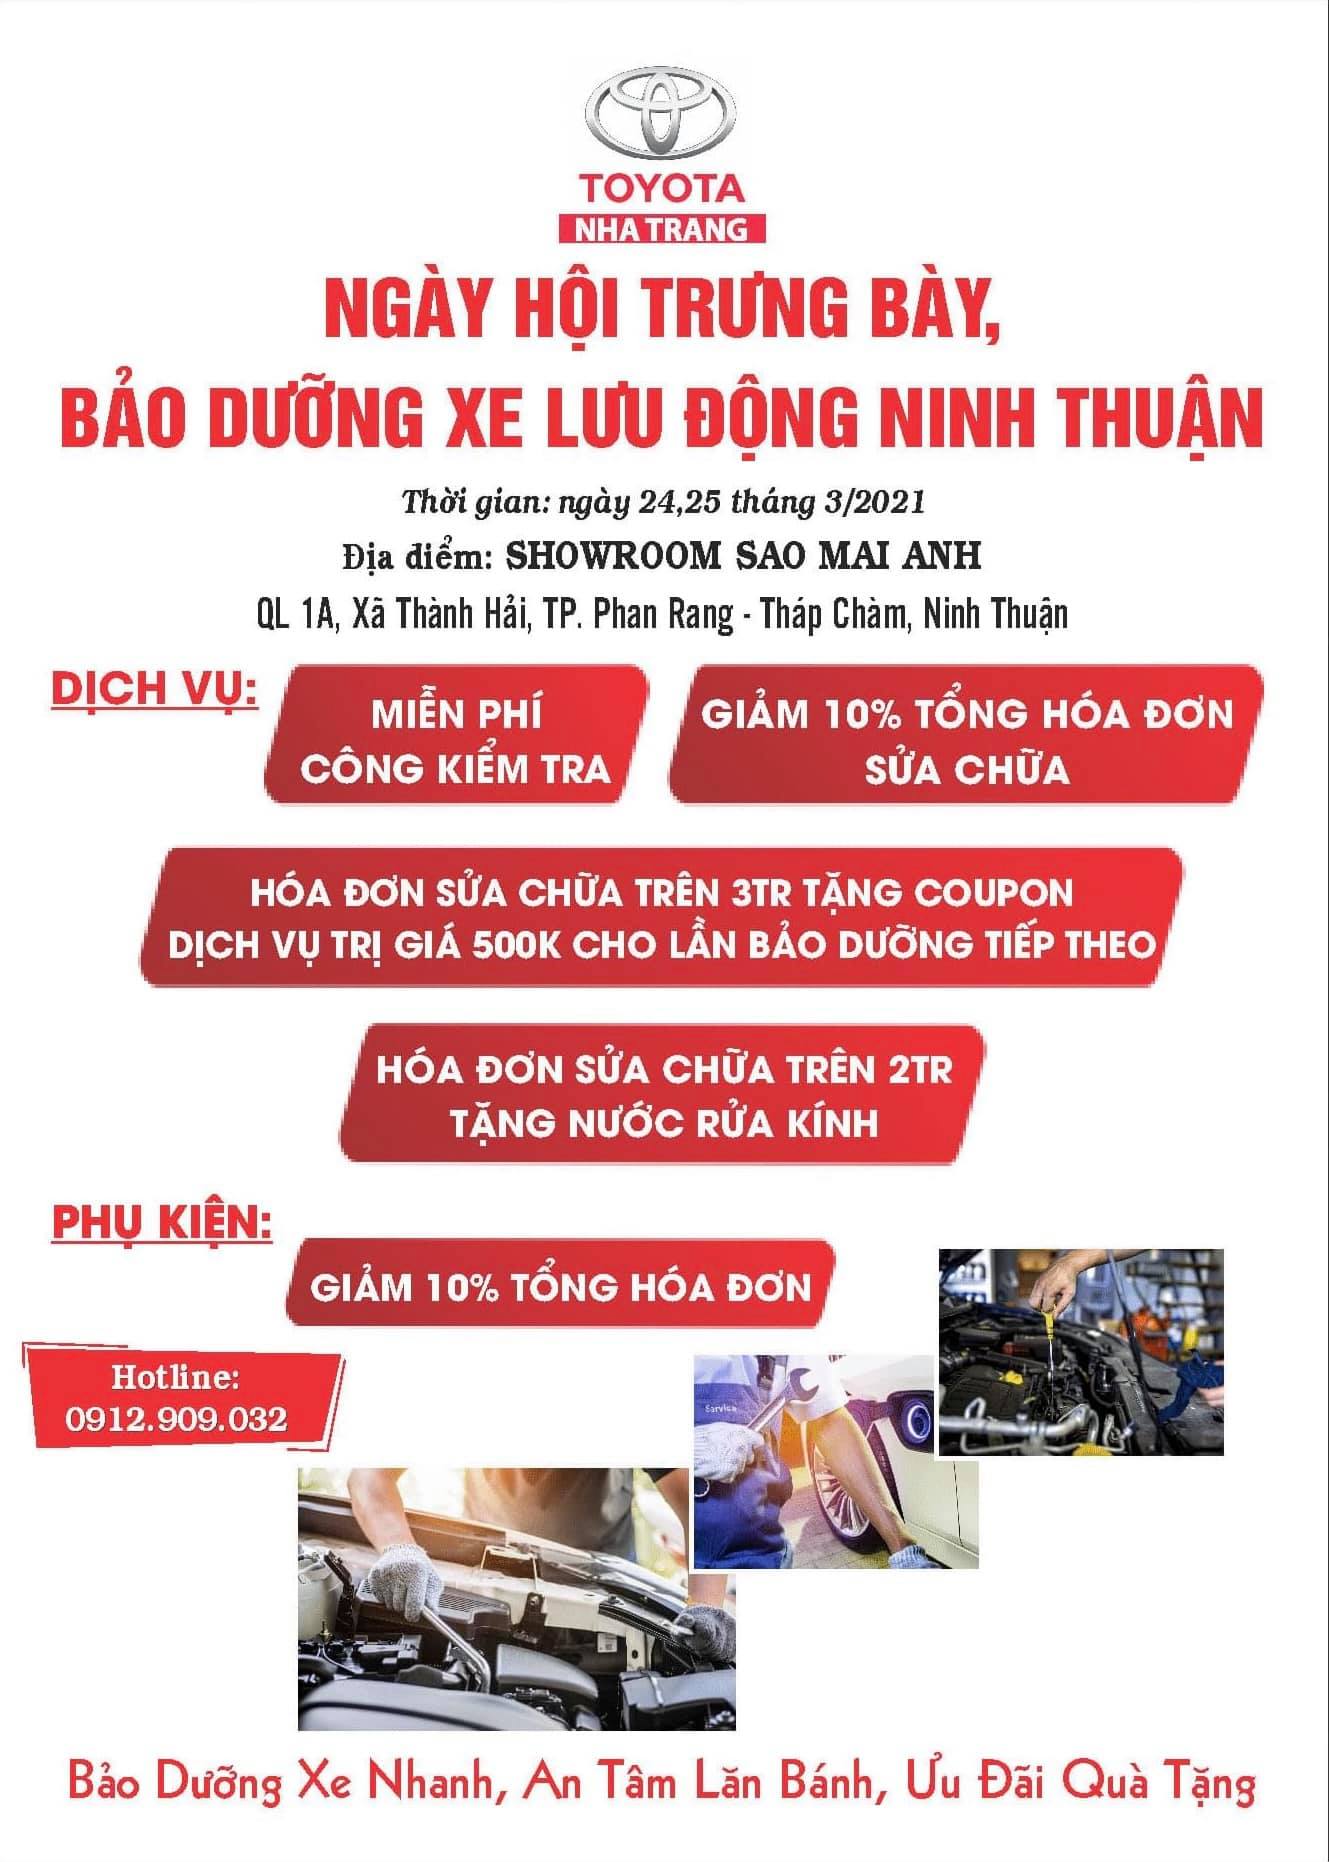 TOYOTA
NHA TRANG
NGÀY HỘI TRƯNG BÀY,
BẢO DƯỠNG XE LƯU ĐỘNG NINH THUẬN
Thời gian: ngày 24,25 tháng 3/2021
Địa điểm: SHOWROOM SAO MAI ANH
QL 1A, Xã Thành Hải, TP. Phan Rang - Tháp Chàm, Ninh Thuận
DỊCH VỤ:
MIỄN PHÍ
CÔNG KIỂM TRA
GIẢM 10% TỔNG HÓA ĐƠN
SỬA CHỮA
HÓA ĐƠN SỬA CHỮA TRÊN 3TR TẶNG COUPON
DỊCH VỤ TRỊ GIÁ 500K CHO LẦN BẢO DƯỠNG TIẾP THEO
HÓA ĐƠN SỬA CHỮA TRÊN 2TR
TẶNG NƯỚC RỬA KÍNH
PHỤ KIỆN:
GIẢM 10% TỔNG HÓA ĐƠN
Hotline:
0912.909.032
Service
Bảo Dưỡng Xe Nhanh, An Tâm Lăn Bánh, Ưu Đãi Quà Tặng